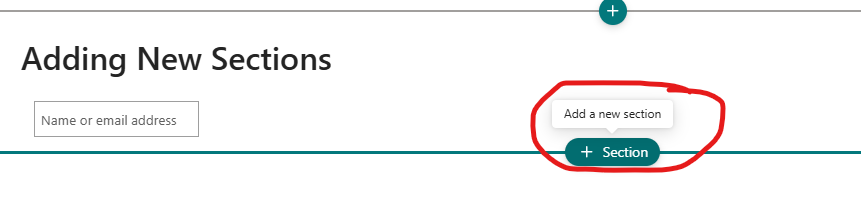 Adding New Sections
Name or email address
Add a new section
+ Section